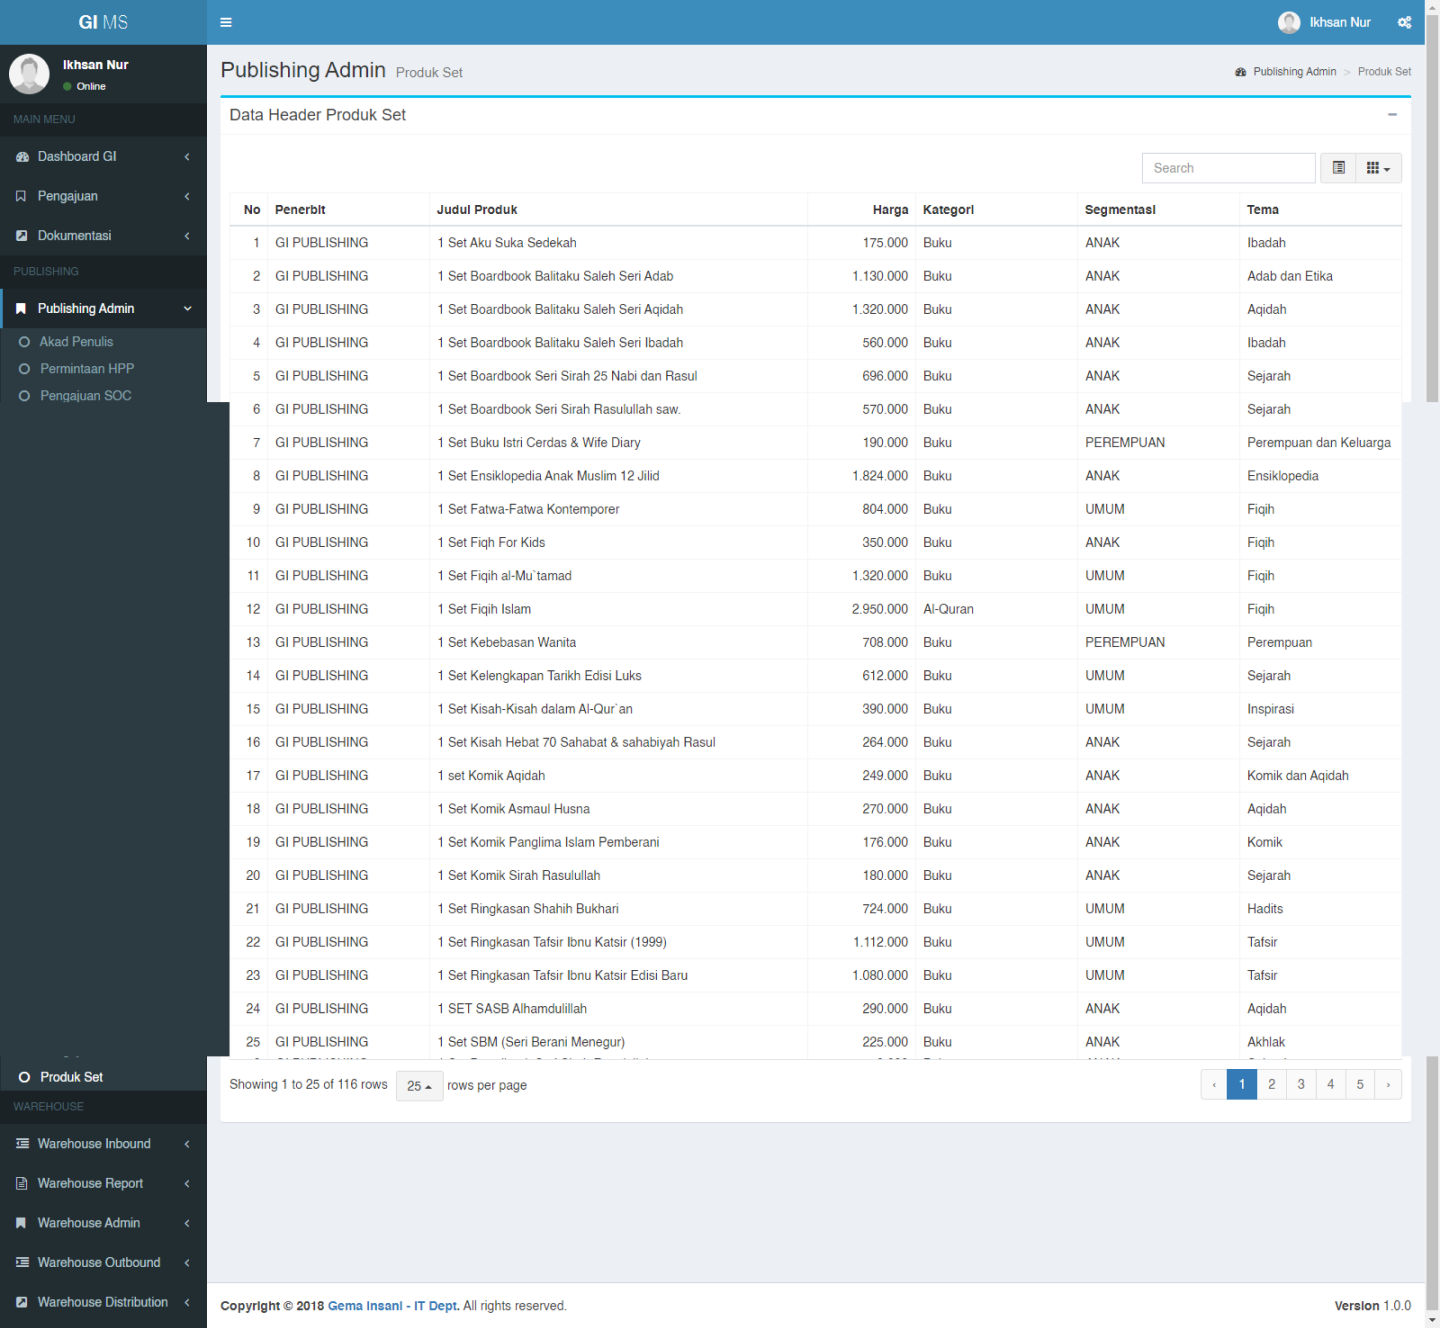 GI MS
Ikhsan Nur
Ikhsan Nur
Online
MAIN MENU
Dashboard GI
Pengajuan
Dokumentasi
PUBLISHING
Publishing Admin
Akad Penulis
Permintaan HPP
Pengajuan SOC
Produk Set
WAREHOUSE
Warehouse Inbound
Warehouse Report
Warehouse Admin
Warehouse Outbound
Warehouse Distribution
Publishing Admin Produk Set
Publishing Admin > Produk Set
Data Header Produk Set
Search
No Penerbit Judul Produk Harga Kategori Segmentasi Tema
1 GI PUBLISHING 1 Set Aku Suka Sedekah 175.000 Buku ANAK Ibadah
2 GI PUBLISHING 1 Set Boardbook Balitaku Saleh Seri Adab 1.130.000 Buku ANAK Adab dan Etika
3 GI PUBLISHING 1 Set Boardbook Balitaku Saleh Seri Aqidah 1.320.000 Buku ANAK Aqidah
4 GI PUBLISHING 1 Set Boardbook Balitaku Saleh Seri Ibadah 560.000 Buku ANAK Ibadah
5 GI PUBLISHING 1 Set Boardbook Seri Sirah 25 Nabi dan Rasul 696.000 Buku ANAK Sejarah
6 GI PUBLISHING 1 Set Boardbook Seri Sirah Rasulullah saw. 570.000 Buku ANAK Sejarah
7 GI PUBLISHING 1 Set Buku Istri Cerdas & Wife Diary 190.000 Buku PEREMPUAN Perempuan dan Keluarga
8 GI PUBLISHING 1 Set Ensiklopedia Anak Muslim 12 Jilid 1.824.000 Buku ANAK Ensiklopedia
9 GI PUBLISHING 1 Set Fatwa-Fatwa Kontemporer 804.000 Buku UMUM Fiqih
10 GI PUBLISHING 1 Set Fiqh For Kids 350.000 Buku ANAK Fiqih
11 GI PUBLISHING 1 Set Fiqih al-Mu`tamad 1.320.000 Buku UMUM Fiqih
12 GI PUBLISHING 1 Set Fiqih Islam 2.950.000 Al-Quran UMUM Fiqih
13 GI PUBLISHING 1 Set Kebebasan Wanita 708.000 Buku PEREMPUAN Perempuan
14 GI PUBLISHING 1 Set Kelengkapan Tarikh Edisi Luks 612.000 Buku UMUM Sejarah
15 GI PUBLISHING 1 Set Kisah-Kisah dalam Al-Qur`an 390.000 Buku UMUM Inspirasi
16 GI PUBLISHING 1 Set Kisah Hebat 70 Sahabat & sahabiyah Rasul 264.000 Buku ANAK Sejarah
17 GI PUBLISHING 1 set Komik Aqidah 249.000 Buku ANAK Komik dan Aqidah
18 GI PUBLISHING 1 Set Komik Asmaul Husna 270.000 Buku ANAK Aqidah
19 GI PUBLISHING 1 Set Komik Panglima Islam Pemberani 176.000 Buku ANAK Komik
20 GI PUBLISHING 1 Set Komik Sirah Rasulullah 180.000 Buku ANAK Sejarah
21 GI PUBLISHING 1 Set Ringkasan Shahih Bukhari 724.000 Buku UMUM Hadits
22 GI PUBLISHING 1 Set Ringkasan Tafsir Ibnu Katsir (1999) 1.112.000 Buku UMUM Tafsir
23 GI PUBLISHING 1 Set Ringkasan Tafsir Ibnu Katsir Edisi Baru 1.080.000 Buku UMUM Tafsir
24 GI PUBLISHING 1 SET SASB Alhamdulillah 290.000 Buku ANAK Aqidah
25 GI PUBLISHING 1 Set SBM (Seri Berani Menegur) 225.000 Buku ANAK Akhlak
Showing 1 to 25 of 116 rows 25 rows per page
‹ 1 2 3 4 5 ›
Copyright © 2018 Gema Insani - IT Dept. All rights reserved.
Version 1.0.0